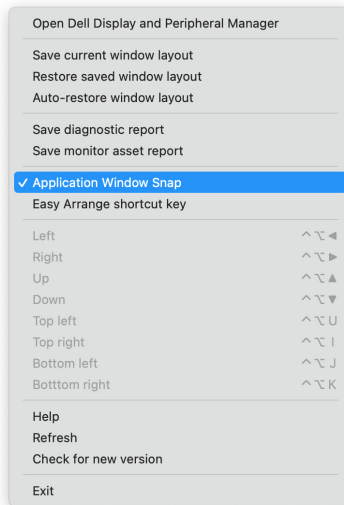 Open Dell Display and Peripheral Manager
Save current window layout
Restore saved window layout
Auto-restore window layout
Save diagnostic report
Save monitor asset report
✓ Application Window Snap
Easy Arrange shortcut key
Left ^⌥◀
Right ^⌥▶
Up ^⌥▲
Down ^⌥▼
Top left ^⌥U
Top right ^⌥I
Bottom left ^⌥J
Botttom right ^⌥K
Help
Refresh
Check for new version
Exit